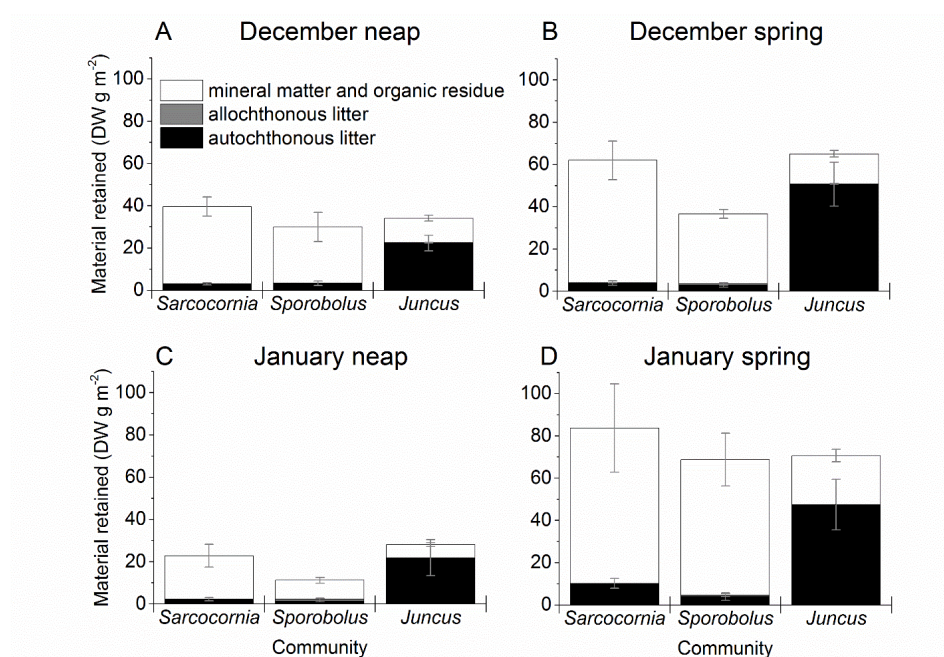 A December neap
B December spring
Material retained (DW g m⁻²)
100
80
60
40
20
0
mineral matter and organic residue
allochthonous litter
autochthonous litter
Sarcocornia Sporobolus Juncus
100
80
60
40
20
0
Sarcocornia Sporobolus Juncus
C January neap
D January spring
Material retained (DW g m⁻²)
100
80
60
40
20
0
Sarcocornia Sporobolus Juncus
Community
100
80
60
40
20
0
Sarcocornia Sporobolus Juncus
Community